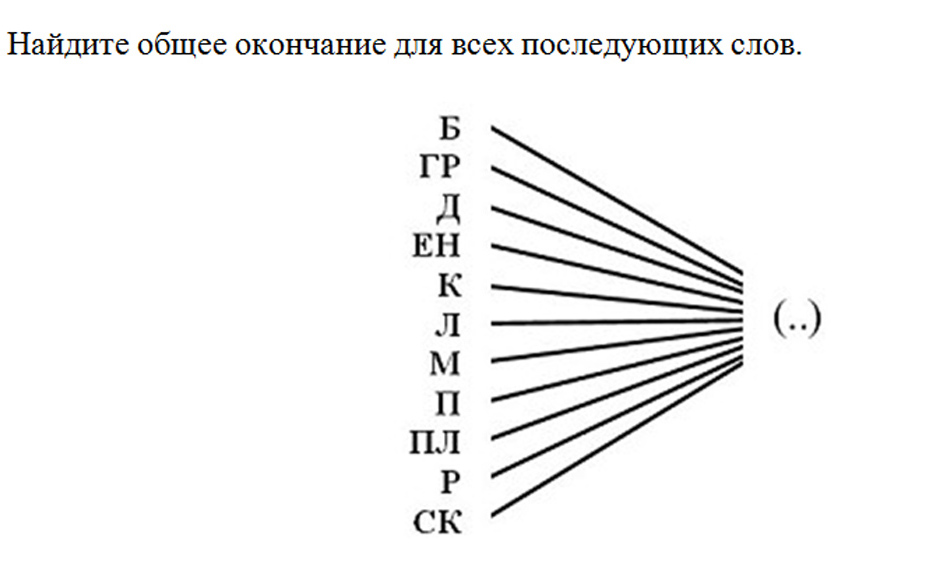 Найдите общее окончание для всех последующих слов.
Б
ГР
Д
ЕН
К
Л
М
П
ПЛ
Р
СК
(..)